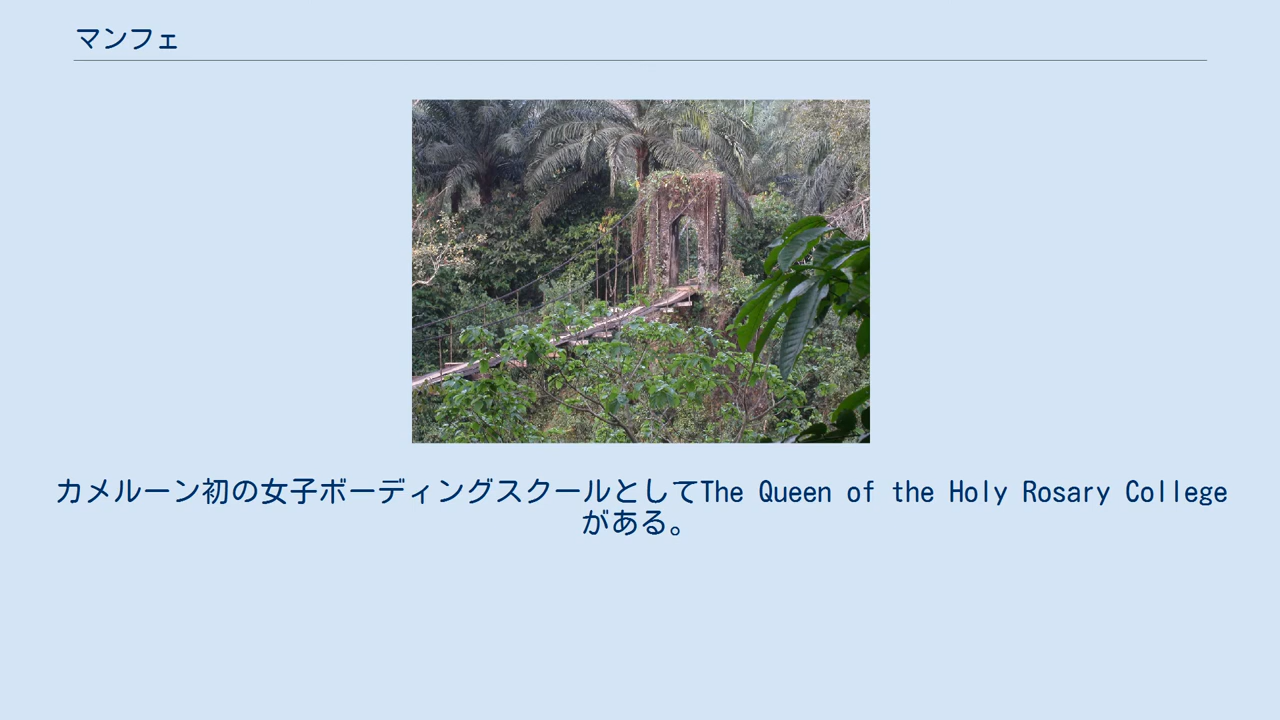 マンフェ
カメルーン初の女子ボーディングスクールとしてThe Queen of the Holy Rosary College
がある。